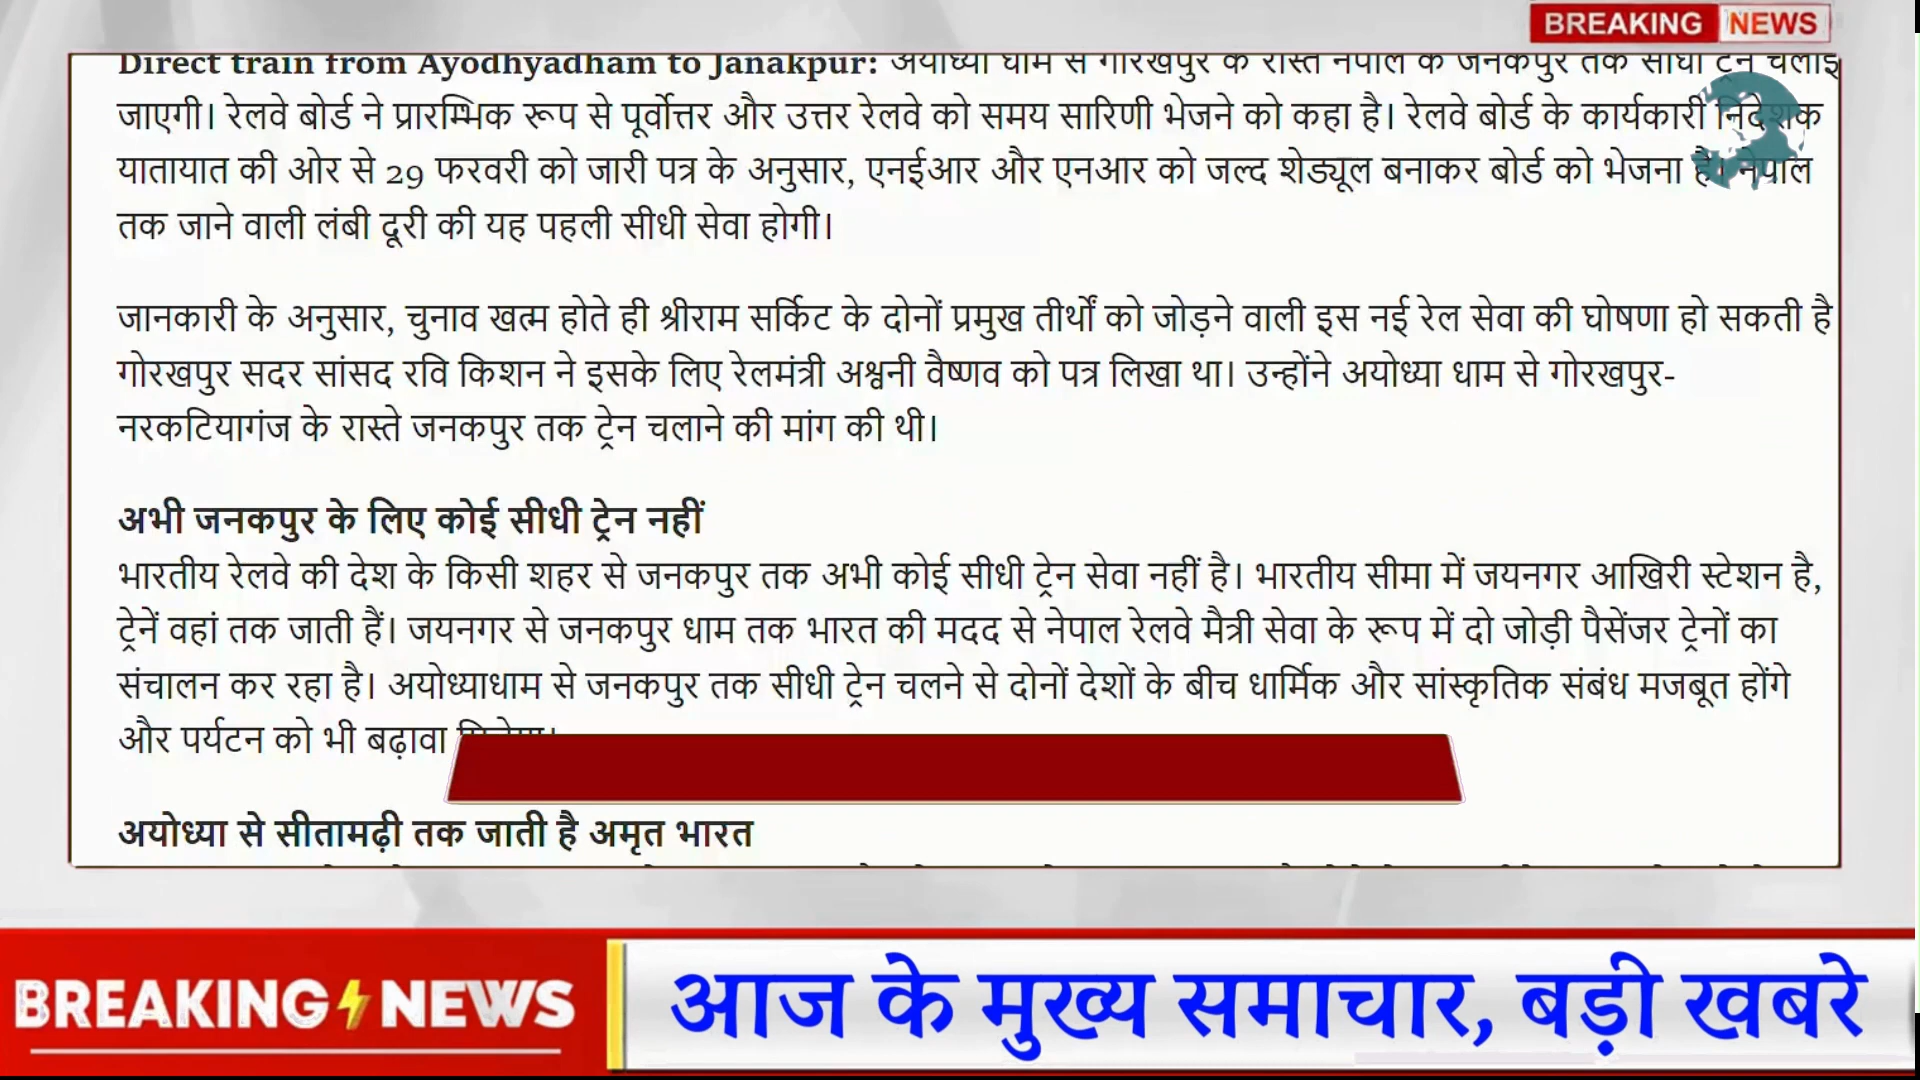 BREAKING NEWS
Direct train from Ayodhyadham to Janakpur: अयोध्या धाम से गोरखपुर के रास्ते नेपाल के जनकपुर तक सीधी ट्रेन चलाई
जाएगी। रेलवे बोर्ड ने प्रारम्भिक रूप से पूर्वोत्तर और उत्तर रेलवे को समय सारिणी भेजने को कहा है। रेलवे बोर्ड के कार्यकारी निदेशक
यातायात की ओर से 29 फरवरी को जारी पत्र के अनुसार, एनईआर और एनआर को जल्द शेड्यूल बनाकर बोर्ड को भेजना है। नेपाल
तक जाने वाली लंबी दूरी की यह पहली सीधी सेवा होगी।
जानकारी के अनुसार, चुनाव खत्म होते ही श्रीराम सर्किट के दोनों प्रमुख तीर्थों को जोड़ने वाली इस नई रेल सेवा की घोषणा हो सकती है
गोरखपुर सदर सांसद रवि किशन ने इसके लिए रेलमंत्री अश्वनी वैष्णव को पत्र लिखा था। उन्होंने अयोध्या धाम से गोरखपुर-
नरकटियागंज के रास्ते जनकपुर तक ट्रेन चलाने की मांग की थी।
अभी जनकपुर के लिए कोई सीधी ट्रेन नहीं
भारतीय रेलवे की देश के किसी शहर से जनकपुर तक अभी कोई सीधी ट्रेन सेवा नहीं है। भारतीय सीमा में जयनगर आखिरी स्टेशन है,
ट्रेनें वहां तक जाती हैं। जयनगर से जनकपुर धाम तक भारत की मदद से नेपाल रेलवे मैत्री सेवा के रूप में दो जोड़ी पैसेंजर ट्रेनों का
संचालन कर रहा है। अयोध्याधाम से जनकपुर तक सीधी ट्रेन चलने से दोनों देशों के बीच धार्मिक और सांस्कृतिक संबंध मजबूत होंगे
और पर्यटन को भी बढ़ावा
अयोध्या से सीतामढ़ी तक जाती है अमृत भारत
BREAKING NEWS
आज के मुख्य समाचार, बड़ी खबरे